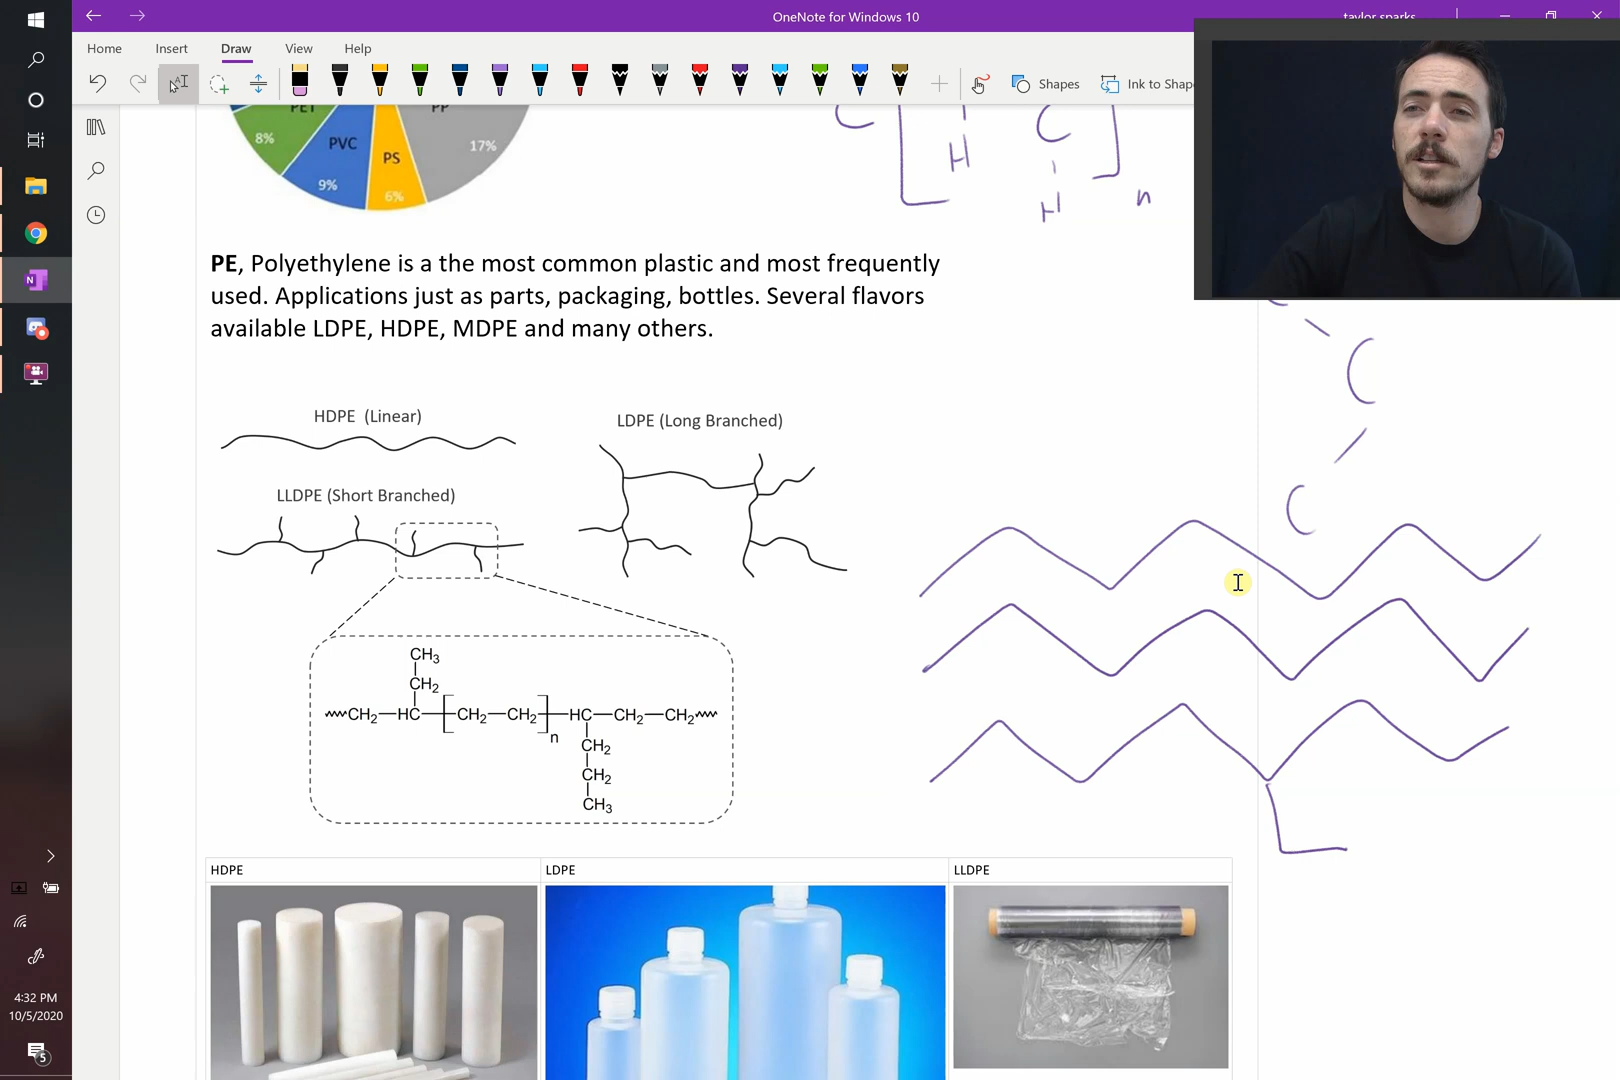 OneNote for Windows 10
taylor sparks
Home Insert Draw View Help
Shapes
Ink to Shap
PET
8%
PVC
9%
PS
6%
PP
17%
C
H
C
H
n
PE, Polyethylene is a the most common plastic and most frequently
used. Applications just as parts, packaging, bottles. Several flavors
available LDPE, HDPE, MDPE and many others.
C
C
HDPE (Linear)
LDPE (Long Branched)
LLDPE (Short Branched)
CH3
CH2
CH2—HC—[CH2—CH2]n—HC—CH2—CH2
CH2
CH2
CH3
HDPE LDPE LLDPE
4:32 PM
10/5/2020
5